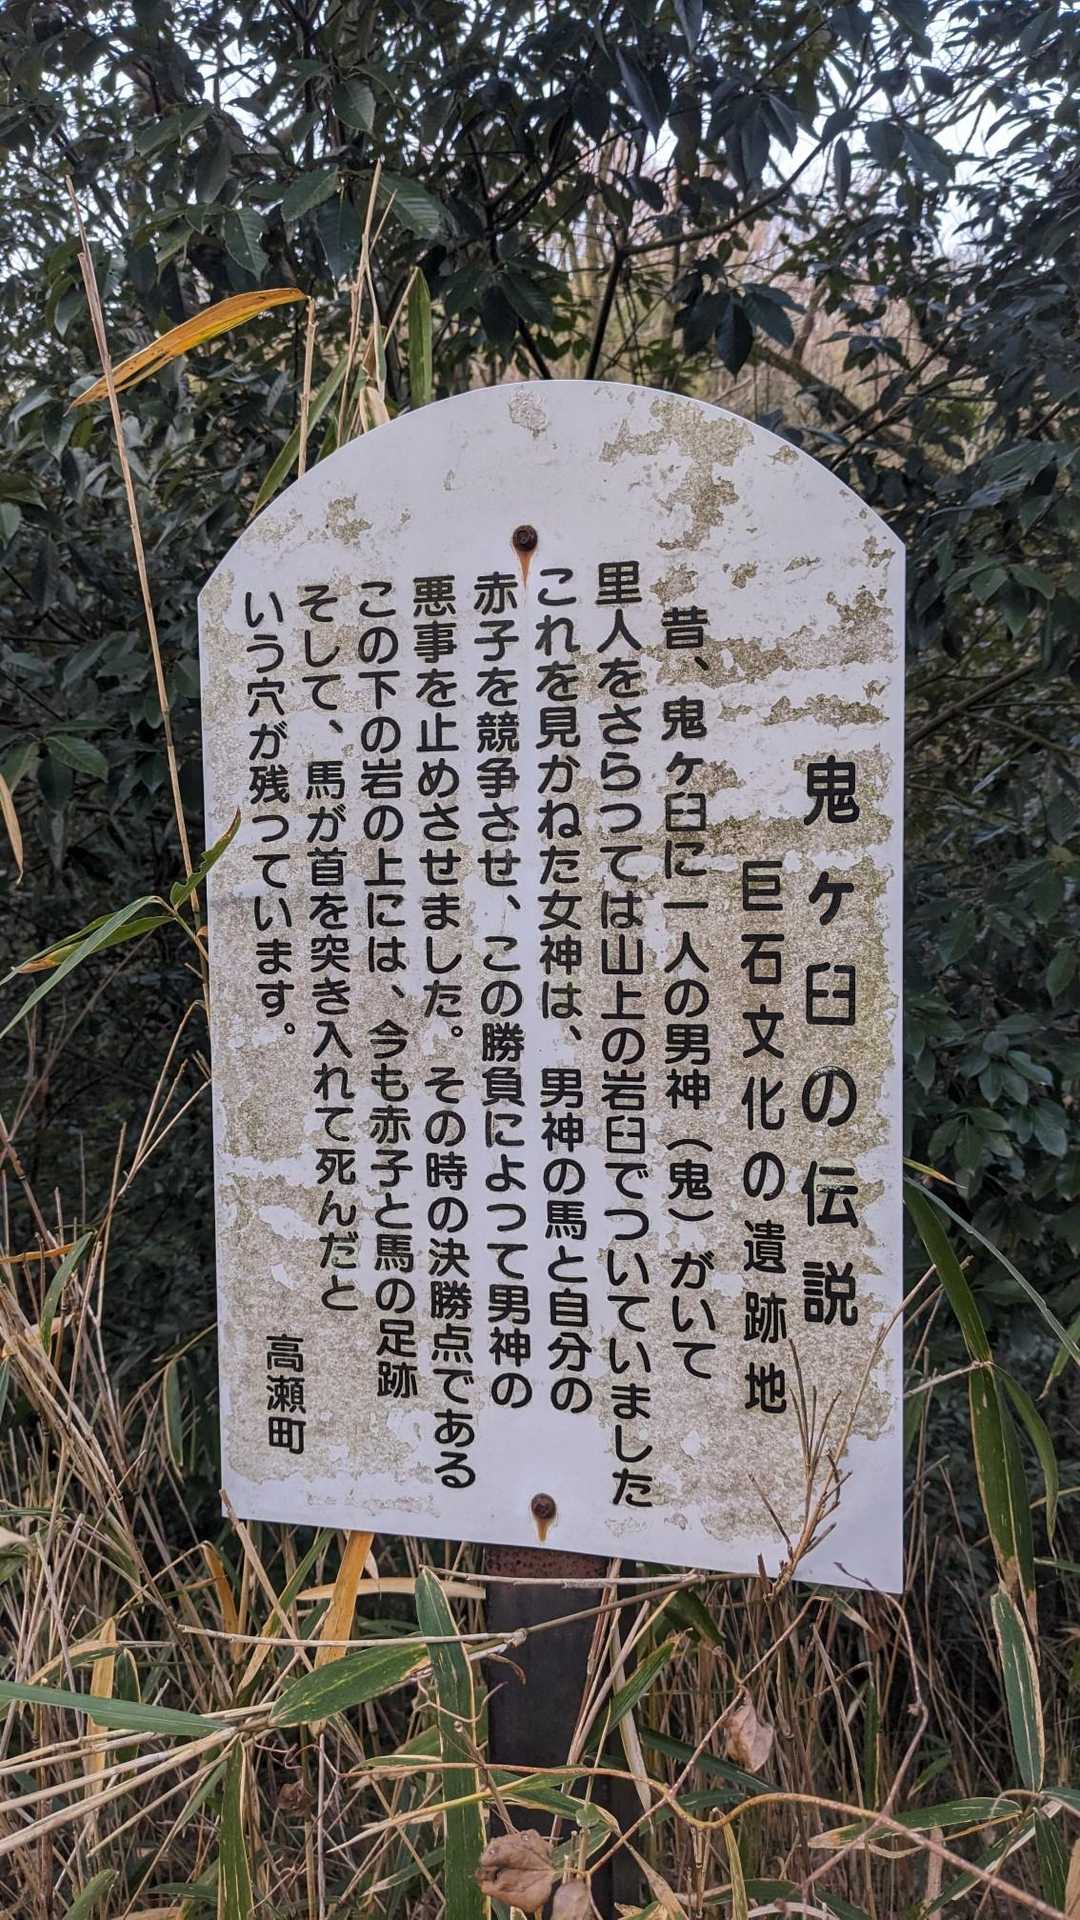 鬼ヶ臼の伝説
巨石文化の遺跡地
昔、鬼ヶ臼に一人の男神（鬼）がいて
里人をさらつては山上の岩臼でついていました
これを見かねた女神は、男神の馬と自分の
赤子を競争させ、この勝負によつて男神の
悪事を止めさせました。その時の決勝点である
この下の岩の上には、今も赤子と馬の足跡
そして、馬が首を突き入れて死んだと
いう穴が残っています。
高瀬町